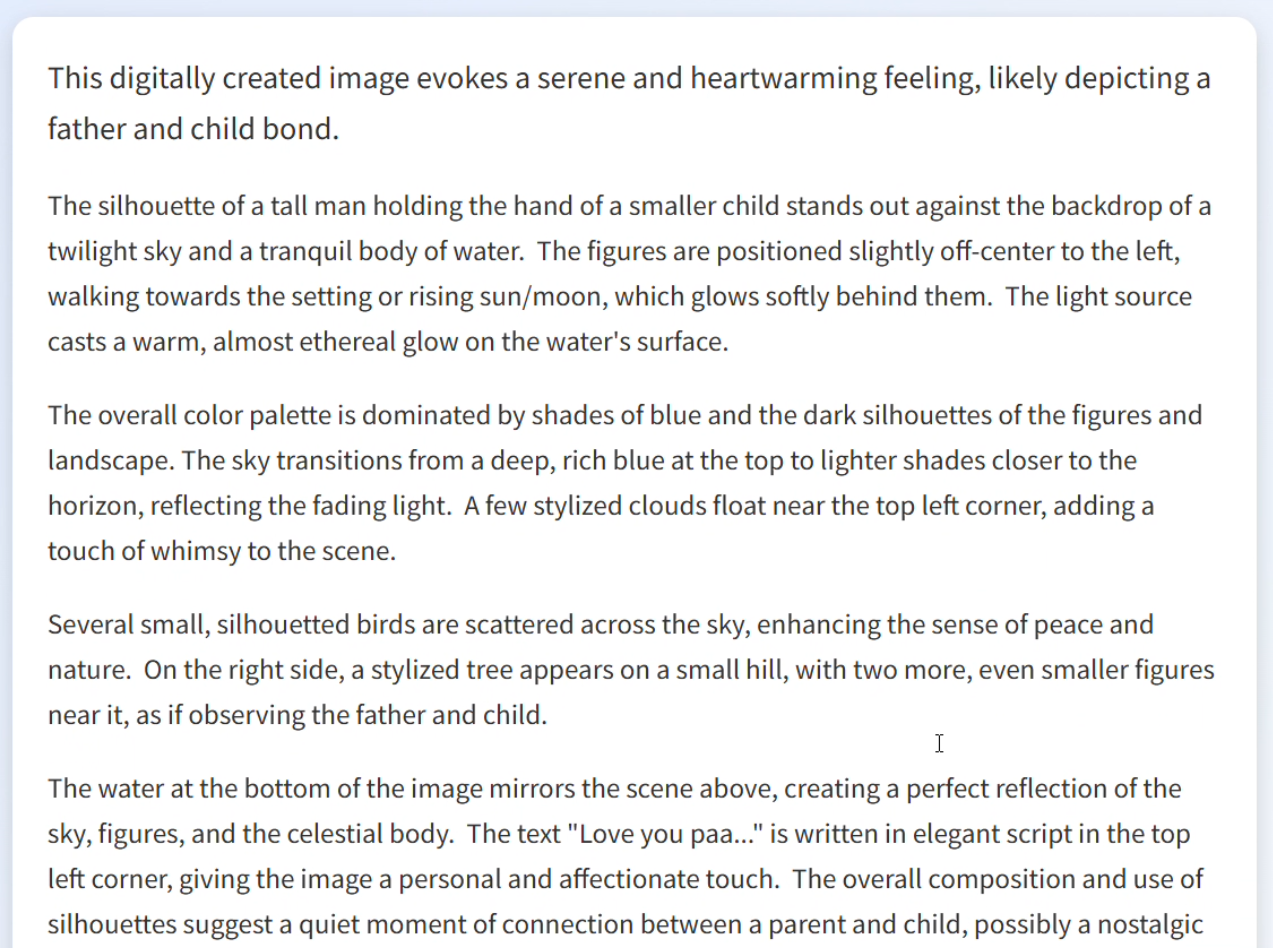 This digitally created image evokes a serene and heartwarming feeling, likely depicting a
father and child bond.
The silhouette of a tall man holding the hand of a smaller child stands out against the backdrop of a
twilight sky and a tranquil body of water.  The figures are positioned slightly off-center to the left,
walking towards the setting or rising sun/moon, which glows softly behind them.  The light source
casts a warm, almost ethereal glow on the water's surface.
The overall color palette is dominated by shades of blue and the dark silhouettes of the figures and
landscape. The sky transitions from a deep, rich blue at the top to lighter shades closer to the
horizon, reflecting the fading light.  A few stylized clouds float near the top left corner, adding a
touch of whimsy to the scene.
Several small, silhouetted birds are scattered across the sky, enhancing the sense of peace and
nature.  On the right side, a stylized tree appears on a small hill, with two more, even smaller figures
near it, as if observing the father and child.
The water at the bottom of the image mirrors the scene above, creating a perfect reflection of the
sky, figures, and the celestial body.  The text "Love you paa..." is written in elegant script in the top
left corner, giving the image a personal and affectionate touch.  The overall composition and use of
silhouettes suggest a quiet moment of connection between a parent and child, possibly a nostalgic